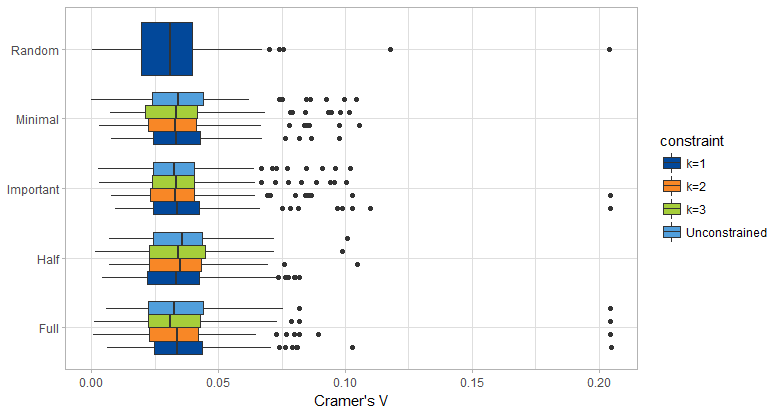 Random
Minimal
Important
Half
Full
0.00 0.05 0.10 0.15 0.20
Cramer's V
constraint
k=1
k=2
k=3
Unconstrained